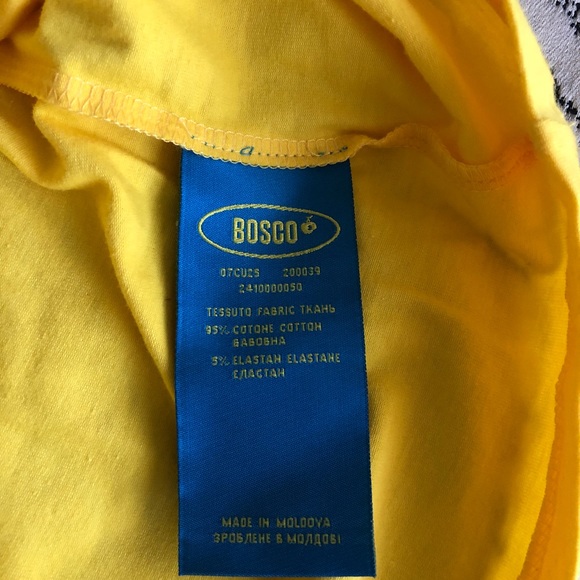 a
BOSCO
07CU25 200039
2410000050
TESSUTO FABRIC ТКАНЬ
95% COTONE COTTON
БАВОВНА
5% ELASTAN ELASTANE
ЕЛАСТАН
MADE IN MOLDOVA
ЗРОБЛЕНЕ В МОЛДОВІ